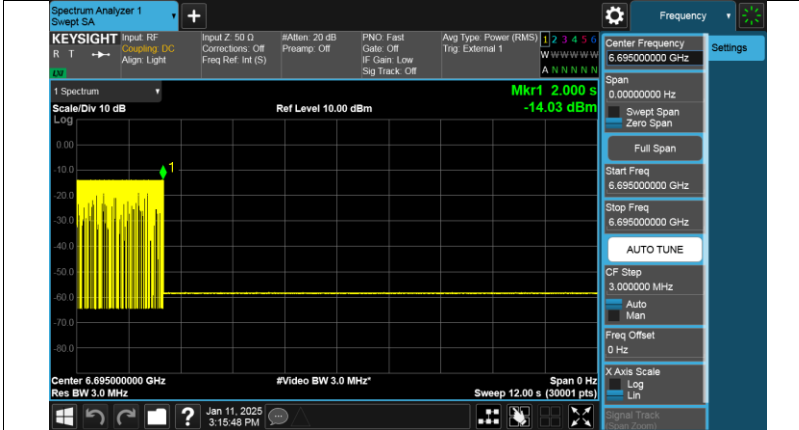 Spectrum Analyzer 1
Swept SA
+
Frequency
KEYSIGHT
R T
LXI
Input: RF
Coupling: DC
Align: Light
Input Z: 50 Ω
Corrections: Off
Freq Ref: Int (S)
#Atten: 20 dB
Preamp: Off
PNO: Fast
Gate: Off
IF Gain: Low
Sig Track: Off
Avg Type: Power (RMS)
Trig: External 1
1 2 3 4 5 6
W W W W W W
A N N N N N
1 Spectrum
Scale/Div 10 dB
Log
Ref Level 10.00 dBm
Mkr1 2.000 s
-14.03 dBm
0.00
-10.0
-20.0
-30.0
-40.0
-50.0
-60.0
-70.0
-80.0
1
Center 6.695000000 GHz
Res BW 3.0 MHz
#Video BW 3.0 MHz*
Span 0 Hz
Sweep 12.00 s (30001 pts)
Center Frequency
6.695000000 GHz
Settings
Span
0.00000000 Hz
Swept Span
Zero Span
Full Span
Start Freq
6.695000000 GHz
Stop Freq
6.695000000 GHz
AUTO TUNE
CF Step
3.000000 MHz
Auto
Man
Freq Offset
0 Hz
X Axis Scale
Log
Lin
Signal Track
(Span Zoom)
?
Jan 11, 2025
3:15:48 PM